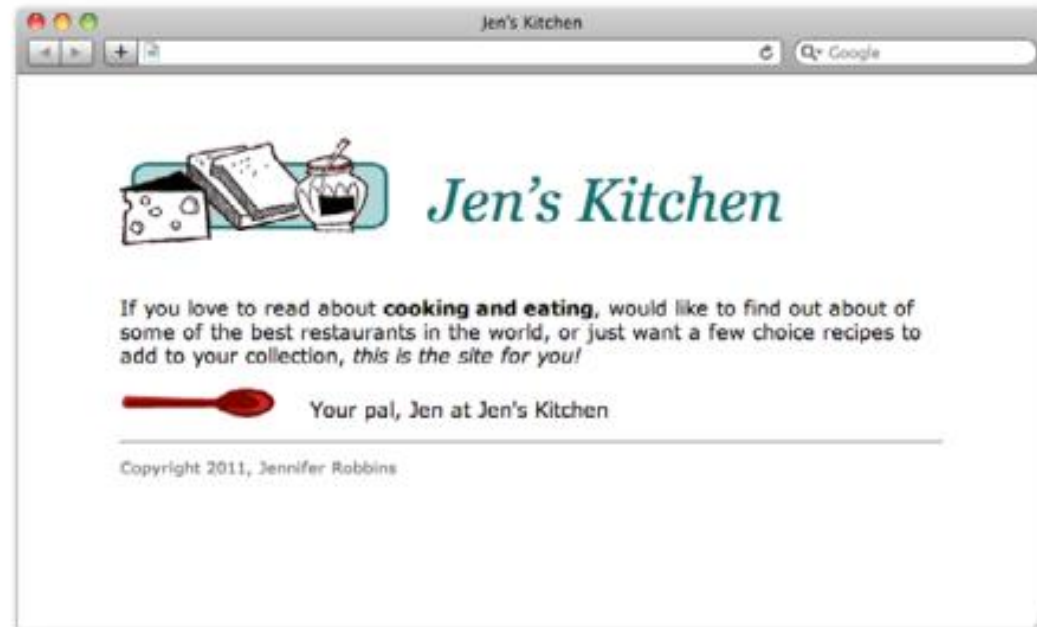 Jen's Kitchen
Google
Jen's Kitchen
If you love to read about cooking and eating, would like to find out about of
some of the best restaurants in the world, or just want a few choice recipes to
add to your collection, this is the site for you!
Your pal, Jen at Jen's Kitchen
Copyright 2011, Jennifer Robbins